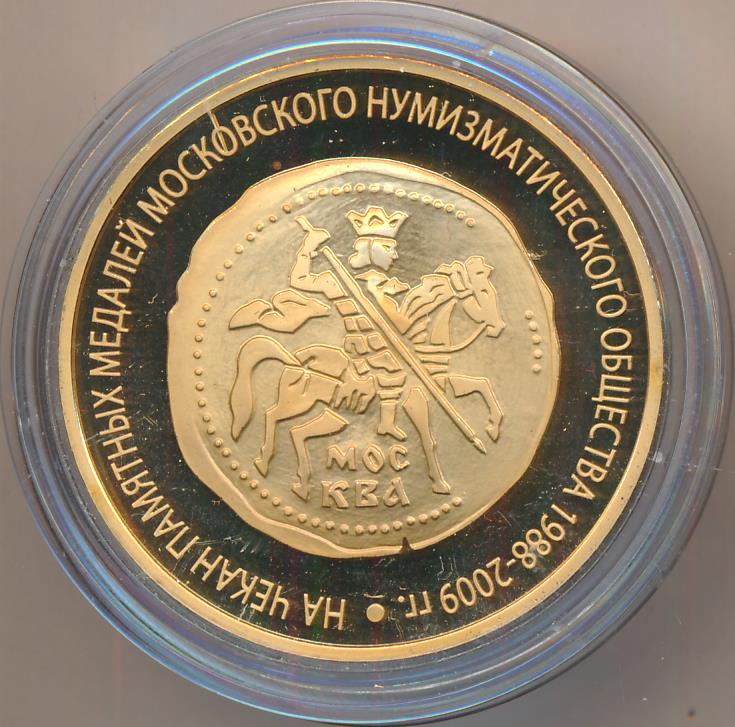 НА ЧЕКАН ПАМЯТНЫХ МЕДАЛЕЙ МОСКОВСКОГО НУМИЗМАТИЧЕСКОГО ОБЩЕСТВА 1988-2009 гг. •
МОС
КВА